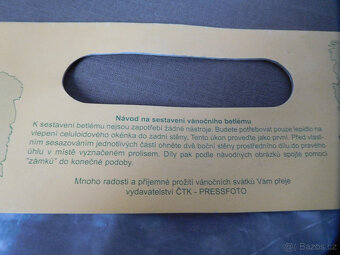 Návod na sestavení vánočního betlému
K sestavení betlému nejsou zapotřebí žádné nástroje. Budete potřebovat pouze lepidlo na
vlepení celuloidového okénka do zadní stěny. Tento úkon proveďte jako první. Před vlast-
ním sesazováním jednotlivých částí ohněte dvě boční stěny prostředního dílu do pravého
úhlu v místě vyznačeném prolisem. Díly pak podle návodných obrázků spojte pomocí
"zámků" do konečné podoby.
Mnoho radosti a příjemné prožití vánočních svátků Vám přeje
vydavatelství ČTK - PRESSFOTO
Sbazar.cz